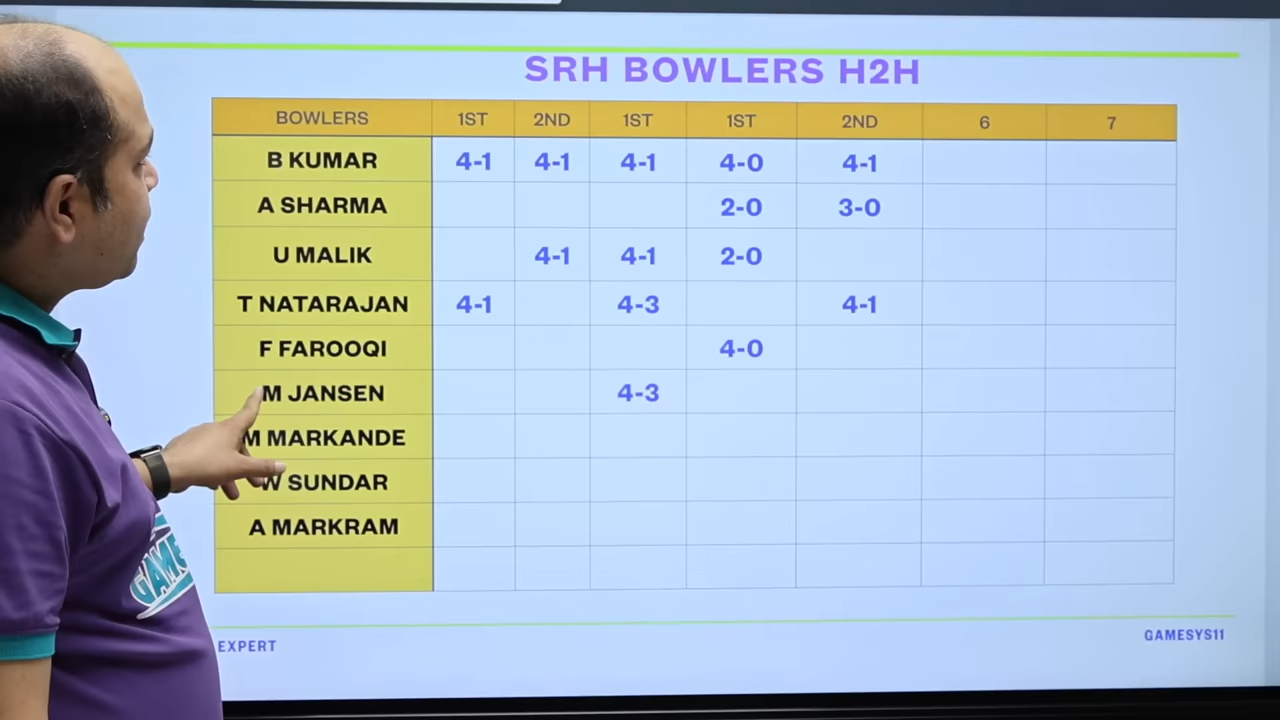 SRH BOWLERS H2H
BOWLERS 1ST 2ND 1ST 1ST 2ND 6 7
B KUMAR 4-1 4-1 4-1 4-0 4-1
A SHARMA 2-0 3-0
U MALIK 4-1 4-1 2-0
T NATARAJAN 4-1 4-3 4-1
F FAROOQI 4-0
M JANSEN 4-3
M MARKANDE
W SUNDAR
A MARKRAM
GAMES
EXPERT GAMESYS11